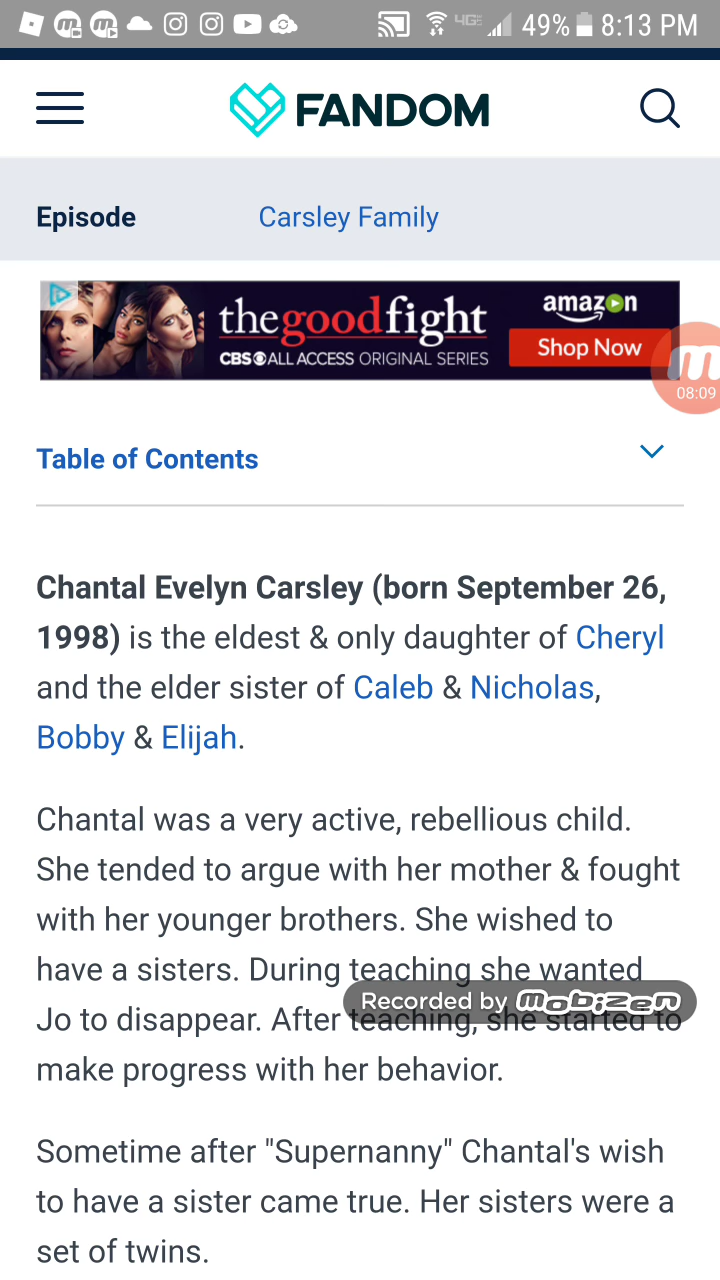 4GE 49% 8:13 PM
FANDOM
Episode Carsley Family
thegoodfight
CBS ALL ACCESS ORIGINAL SERIES
amazon
Shop Now
m
08:09
Table of Contents
Chantal Evelyn Carsley (born September 26,
1998) is the eldest & only daughter of Cheryl
and the elder sister of Caleb & Nicholas,
Bobby & Elijah.
Chantal was a very active, rebellious child.
She tended to argue with her mother & fought
with her younger brothers. She wished to
have a sisters. During teaching she wanted
Recorded by mobizen
Jo to disappear. After teaching, she started to
make progress with her behavior.
Sometime after "Supernanny" Chantal's wish
to have a sister came true. Her sisters were a
set of twins.